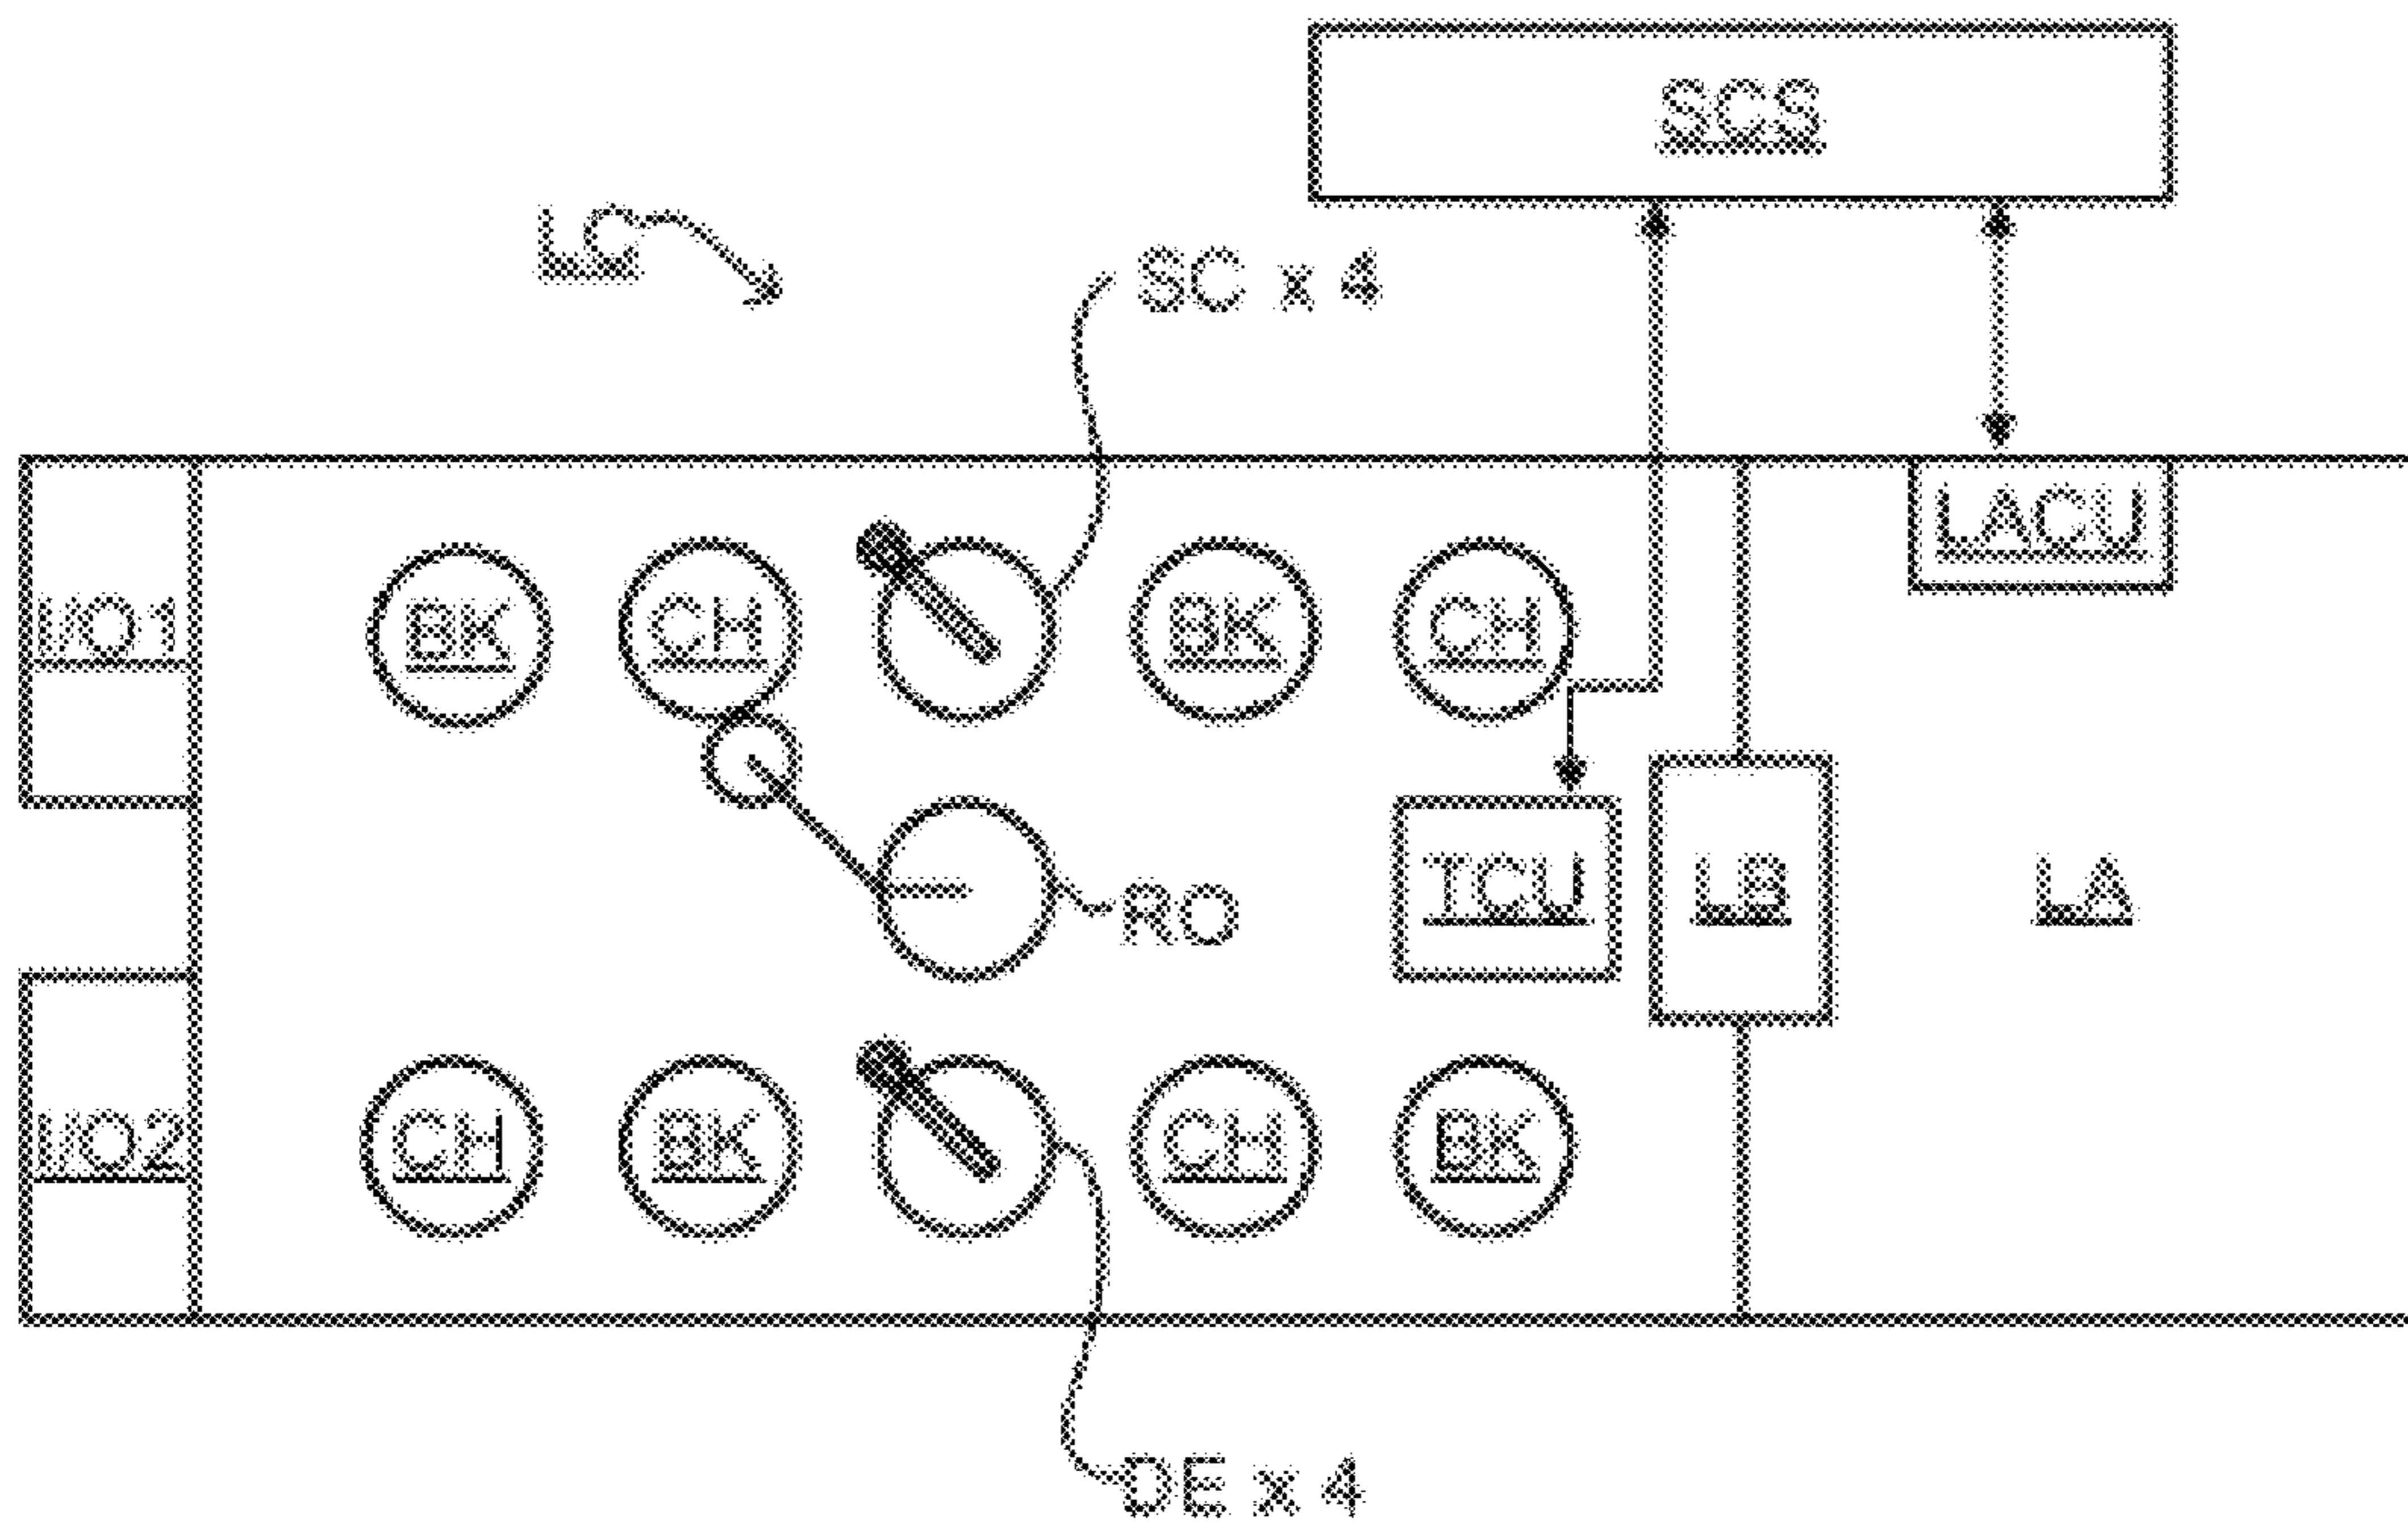 SCS
LC
SC x 4
LACU
I/O1
BK
CH
BK
CH
RO
TCU
LB
LA
I/O2
CH
BK
CH
BK
DE x 4